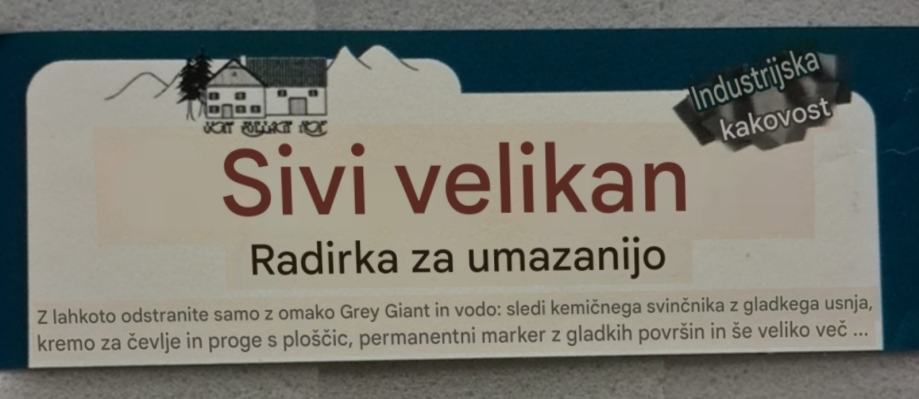 Industrijska
kakovost
Sivi velikan
Radirka za umazanijo
Z lahkoto odstranite samo z omako Grey Giant in vodo: sledi kemičnega svinčnika z gladkega usnja,
kremo za čevlje in proge s ploščic, permanentni marker z gladkih površin in še veliko več ...